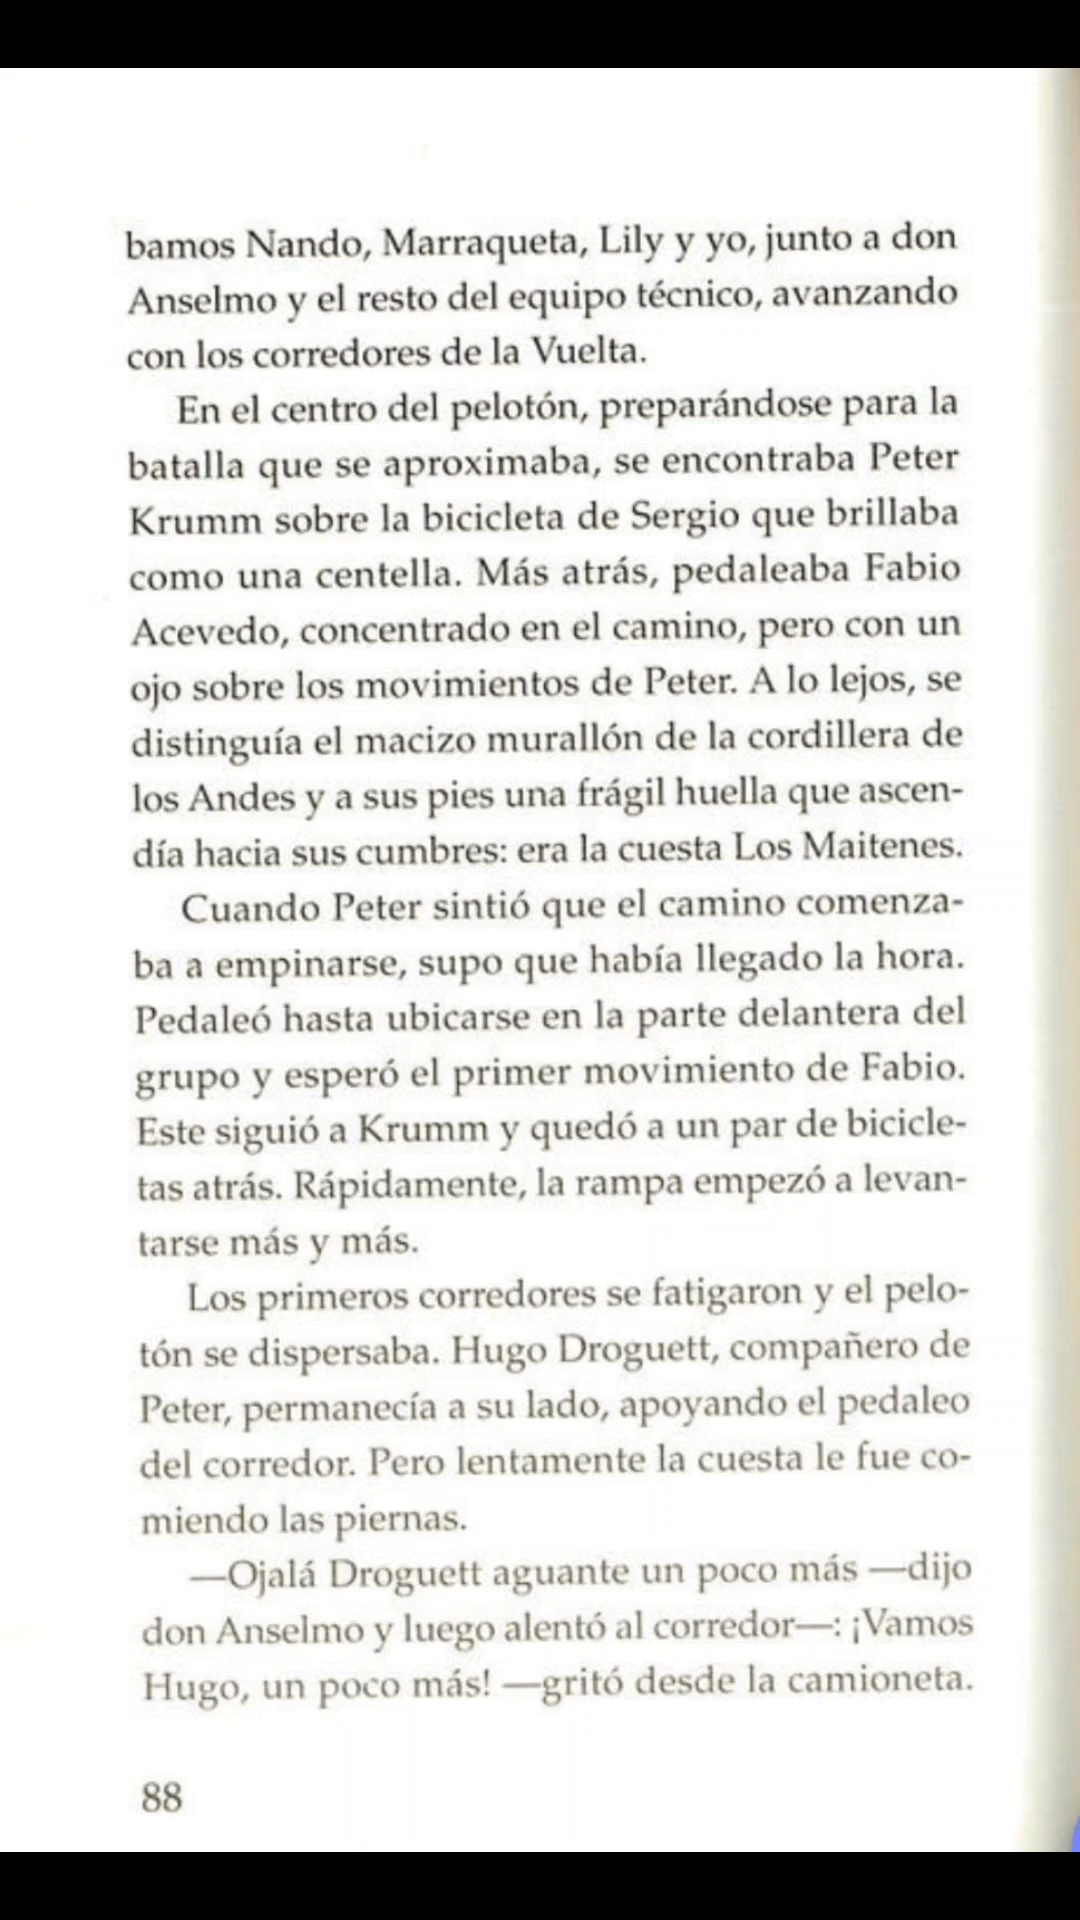 bamos Nando, Marraqueta, Lily y yo, junto a don
Anselmo y el resto del equipo técnico, avanzando
con los corredores de la Vuelta.
En el centro del pelotón, preparándose para la
batalla que se aproximaba, se encontraba Peter
Krumm sobre la bicicleta de Sergio que brillaba
como una centella. Más atrás, pedaleaba Fabio
Acevedo, concentrado en el camino, pero con un
ojo sobre los movimientos de Peter. A lo lejos, se
distinguía el macizo murallón de la cordillera de
los Andes y a sus pies una frágil huella que ascen-
día hacia sus cumbres: era la cuesta Los Maitenes.
Cuando Peter sintió que el camino comenza-
ba a empinarse, supo que había llegado la hora.
Pedaleó hasta ubicarse en la parte delantera del
grupo y esperó el primer movimiento de Fabio.
Este siguió a Krumm y quedó a un par de bicicle-
tas atrás. Rápidamente, la rampa empezó a levan-
tarse más y más.
Los primeros corredores se fatigaron y el pelo-
tón se dispersaba. Hugo Droguett, compañero de
Peter, permanecía a su lado, apoyando el pedaleo
del corredor. Pero lentamente la cuesta le fue co-
miendo las piernas.
—Ojalá Droguett aguante un poco más —dijo
don Anselmo y luego alentó al corredor—: ¡Vamos
Hugo, un poco más! —gritó desde la camioneta.
88